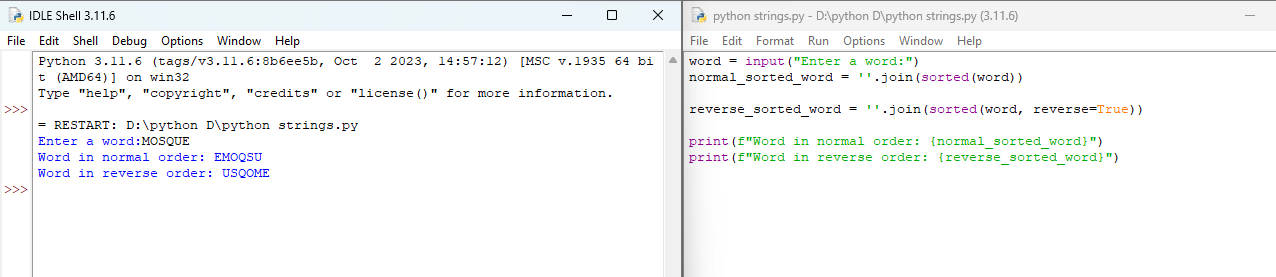 IDLE Shell 3.11.6
File Edit Shell Debug Options Window Help
Python 3.11.6 (tags/v3.11.6:8b6ee5b, Oct  2 2023, 14:57:12) [MSC v.1935 64 bi
t (AMD64)] on win32
Type "help", "copyright", "credits" or "license()" for more information.
>>>
= RESTART: D:\python D\python strings.py
Enter a word:MOSQUE
Word in normal order: EMOQSU
Word in reverse order: USQOME
>>>
python strings.py - D:\python D\python strings.py (3.11.6)
File Edit Format Run Options Window Help
word = input("Enter a word:")
normal_sorted_word = ''.join(sorted(word))
reverse_sorted_word = ''.join(sorted(word, reverse=True))
print(f"Word in normal order: {normal_sorted_word}")
print(f"Word in reverse order: {reverse_sorted_word}")